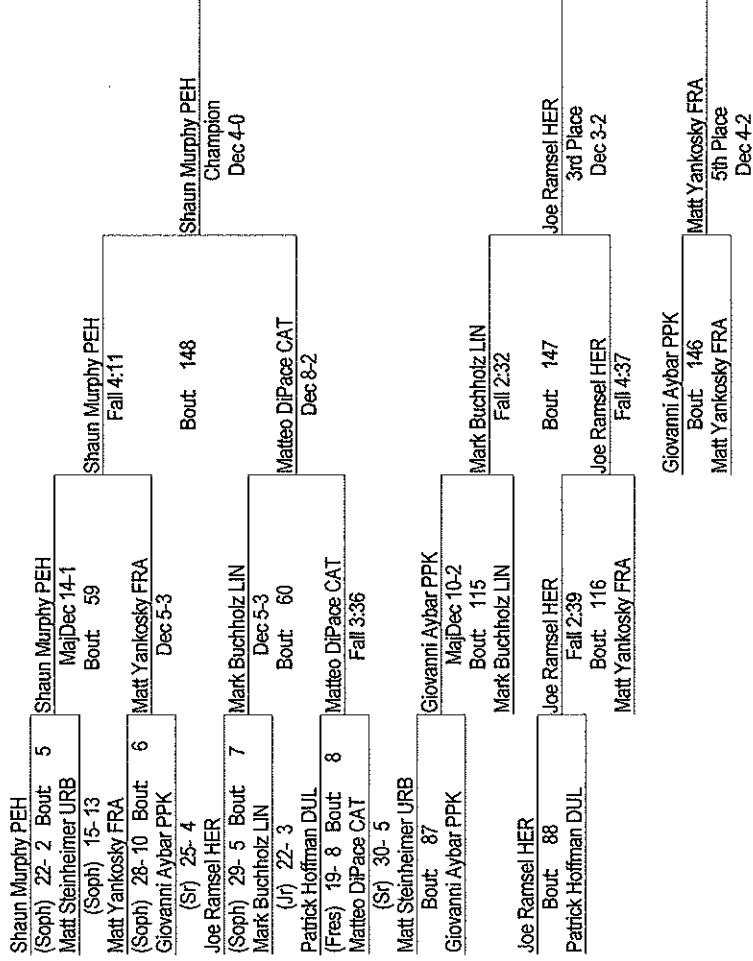 Shaun Murphy PEH
(Soph) 22- 2 Bout: 5
Matt Steinheimer URB
(Soph) 15- 13
Matt Yankosky FRA
(Soph) 28- 10 Bout: 6
Giovanni Aybar PPK
(Sr) 25- 4
Joe Ramsel HER
(Soph) 29- 5 Bout: 7
Mark Buchholz LIN
(Jr) 22- 3
Patrick Hoffman DUL
(Fres) 19- 8 Bout: 8
Matteo DiPace CAT
(Sr) 30- 5
Matt Steinheimer URB
Bout: 87
Giovanni Aybar PPK
Joe Ramsel HER
Bout: 88
Patrick Hoffman DUL
Shaun Murphy PEH
MajDec 14-1
Bout: 59
Matt Yankosky FRA
Dec 5-3
Mark Buchholz LIN
Dec 5-3
Bout: 60
Matteo DiPace CAT
Fall 3:36
Giovanni Aybar PPK
MajDec 10-2
Bout: 115
Mark Buchholz LIN
Joe Ramsel HER
Fall 2:39
Bout: 116
Matt Yankosky FRA
Shaun Murphy PEH
Fall 4:11
Bout: 148
Matteo DiPace CAT
Dec 8-2
Mark Buchholz LIN
Fall 2:32
Bout: 147
Joe Ramsel HER
Fall 4:37
Giovanni Aybar PPK
Bout: 146
Matt Yankosky FRA
Shaun Murphy PEH
Champion
Dec 4-0
Joe Ramsel HER
3rd Place
Dec 3-2
Matt Yankosky FRA
5th Place
Dec 4-2